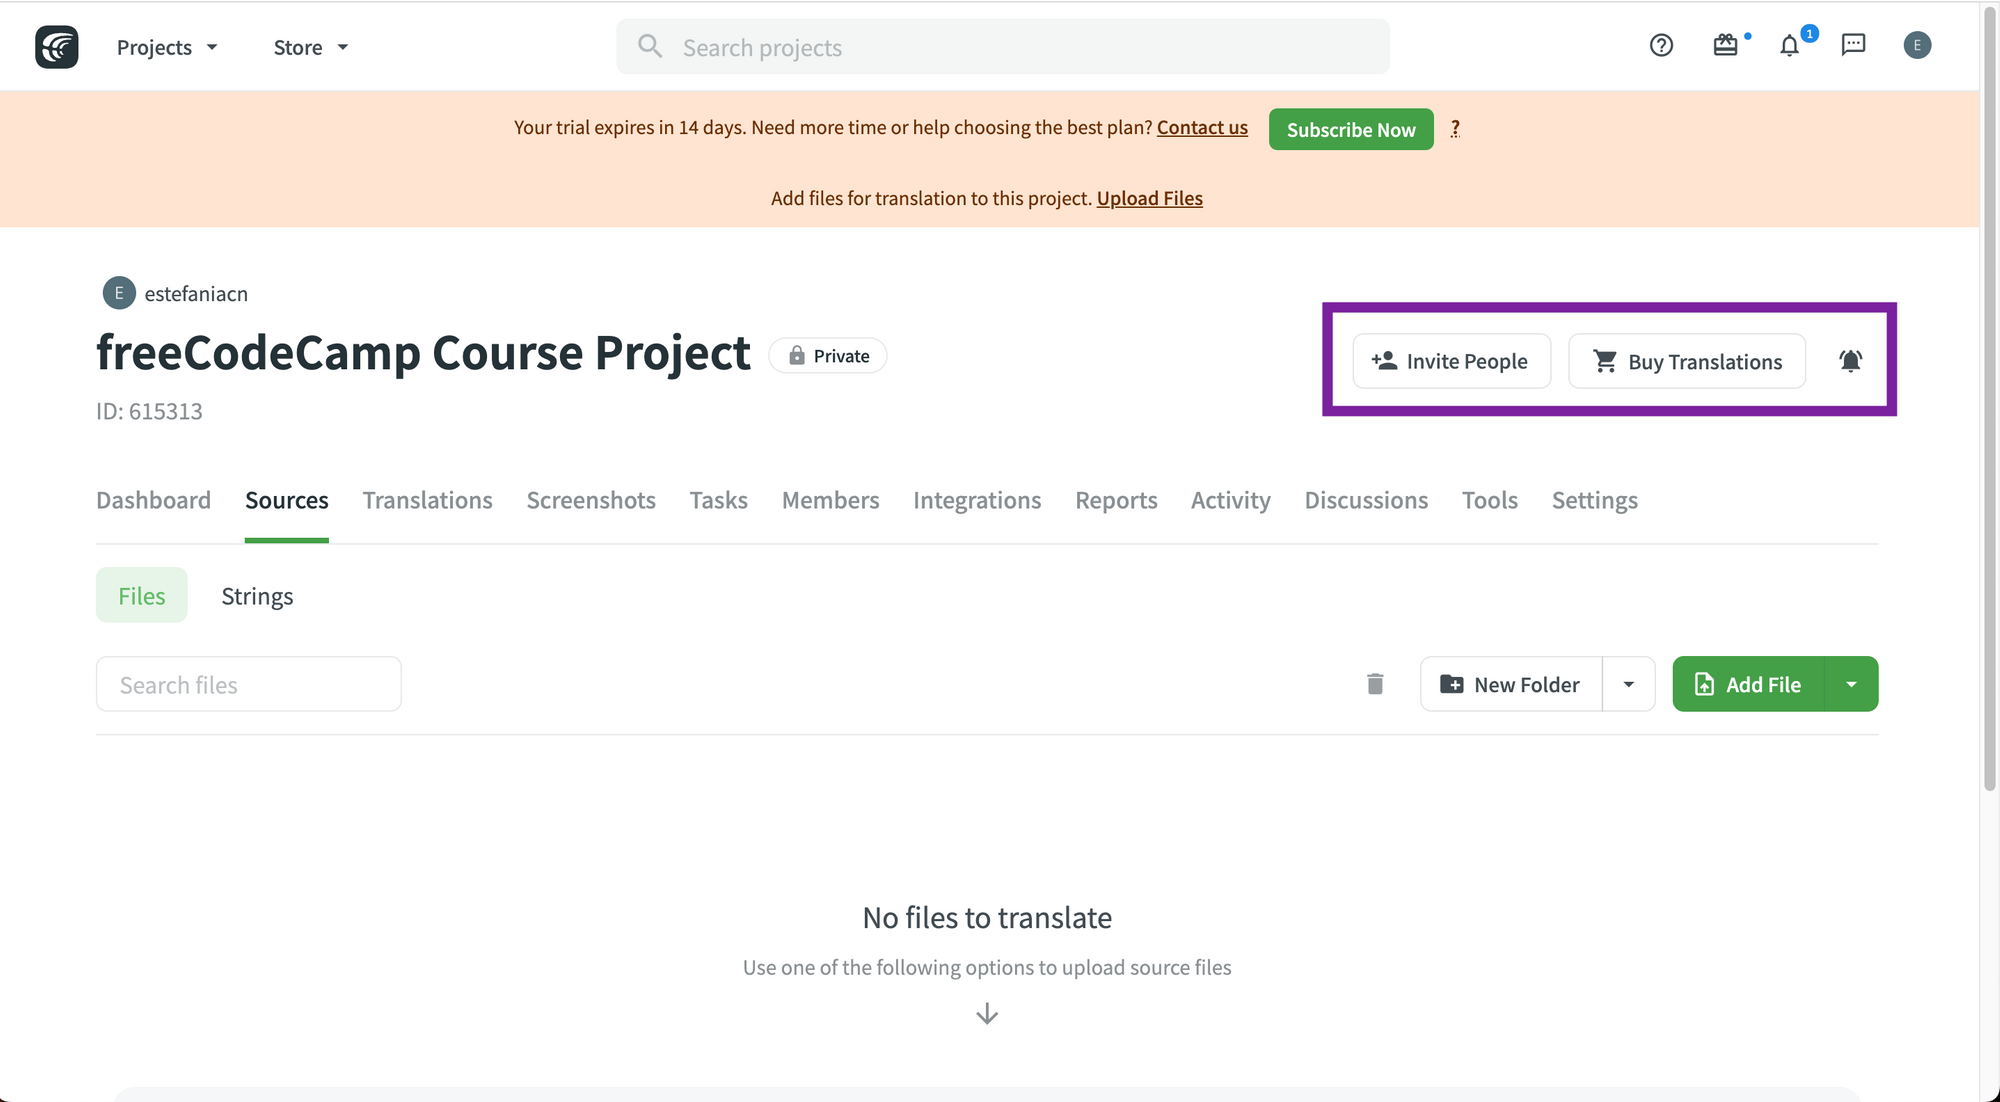 Projects Store Search projects 1 E
Your trial expires in 14 days. Need more time or help choosing the best plan? Contact us Subscribe Now ?
Add files for translation to this project. Upload Files
E estefaniacn
freeCodeCamp Course Project Private Invite People Buy Translations
ID: 615313
Dashboard Sources Translations Screenshots Tasks Members Integrations Reports Activity Discussions Tools Settings
Files Strings
Search files New Folder Add File
No files to translate
Use one of the following options to upload source files